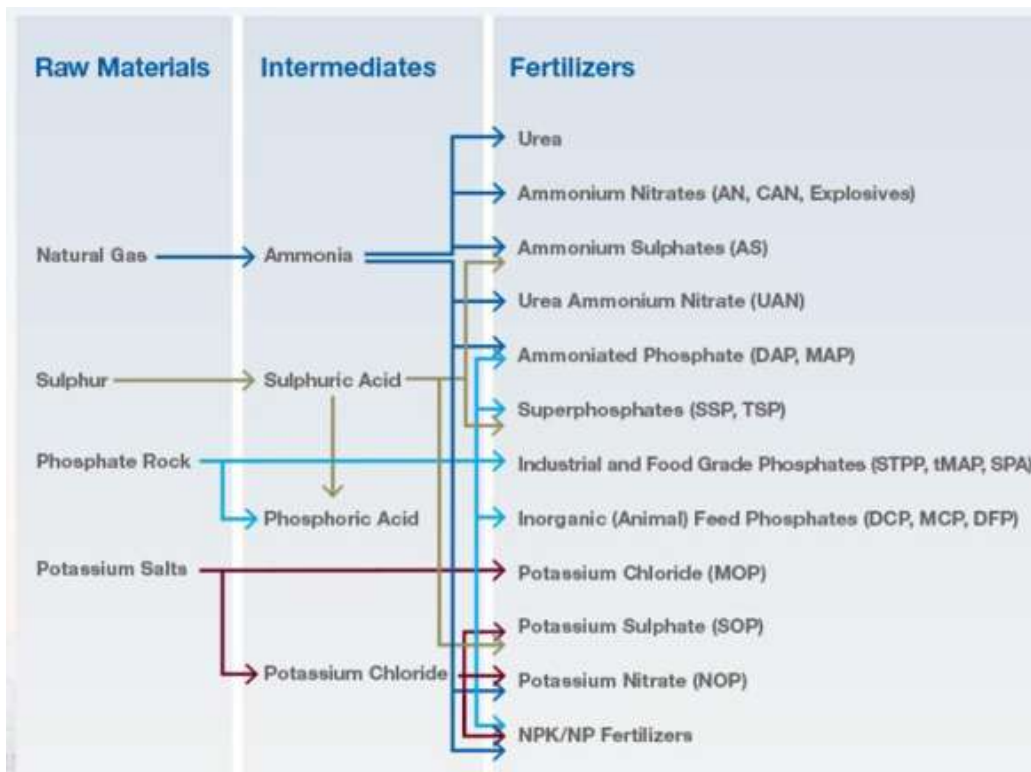 Raw Materials
Intermediates
Fertilizers
Urea
Ammonium Nitrates (AN, CAN, Explosives)
Natural Gas
Ammonia
Ammonium Sulphates (AS)
Urea Ammonium Nitrate (UAN)
Ammoniated Phosphate (DAP, MAP)
Sulphur
Sulphuric Acid
Superphosphates (SSP, TSP)
Phosphate Rock
Industrial and Food Grade Phosphates (STPP, tMAP, SPA)
Phosphoric Acid
Inorganic (Animal) Feed Phosphates (DCP, MCP, DFP)
Potassium Salts
Potassium Chloride (MOP)
Potassium Sulphate (SOP)
Potassium Chloride
Potassium Nitrate (NOP)
NPK/NP Fertilizers